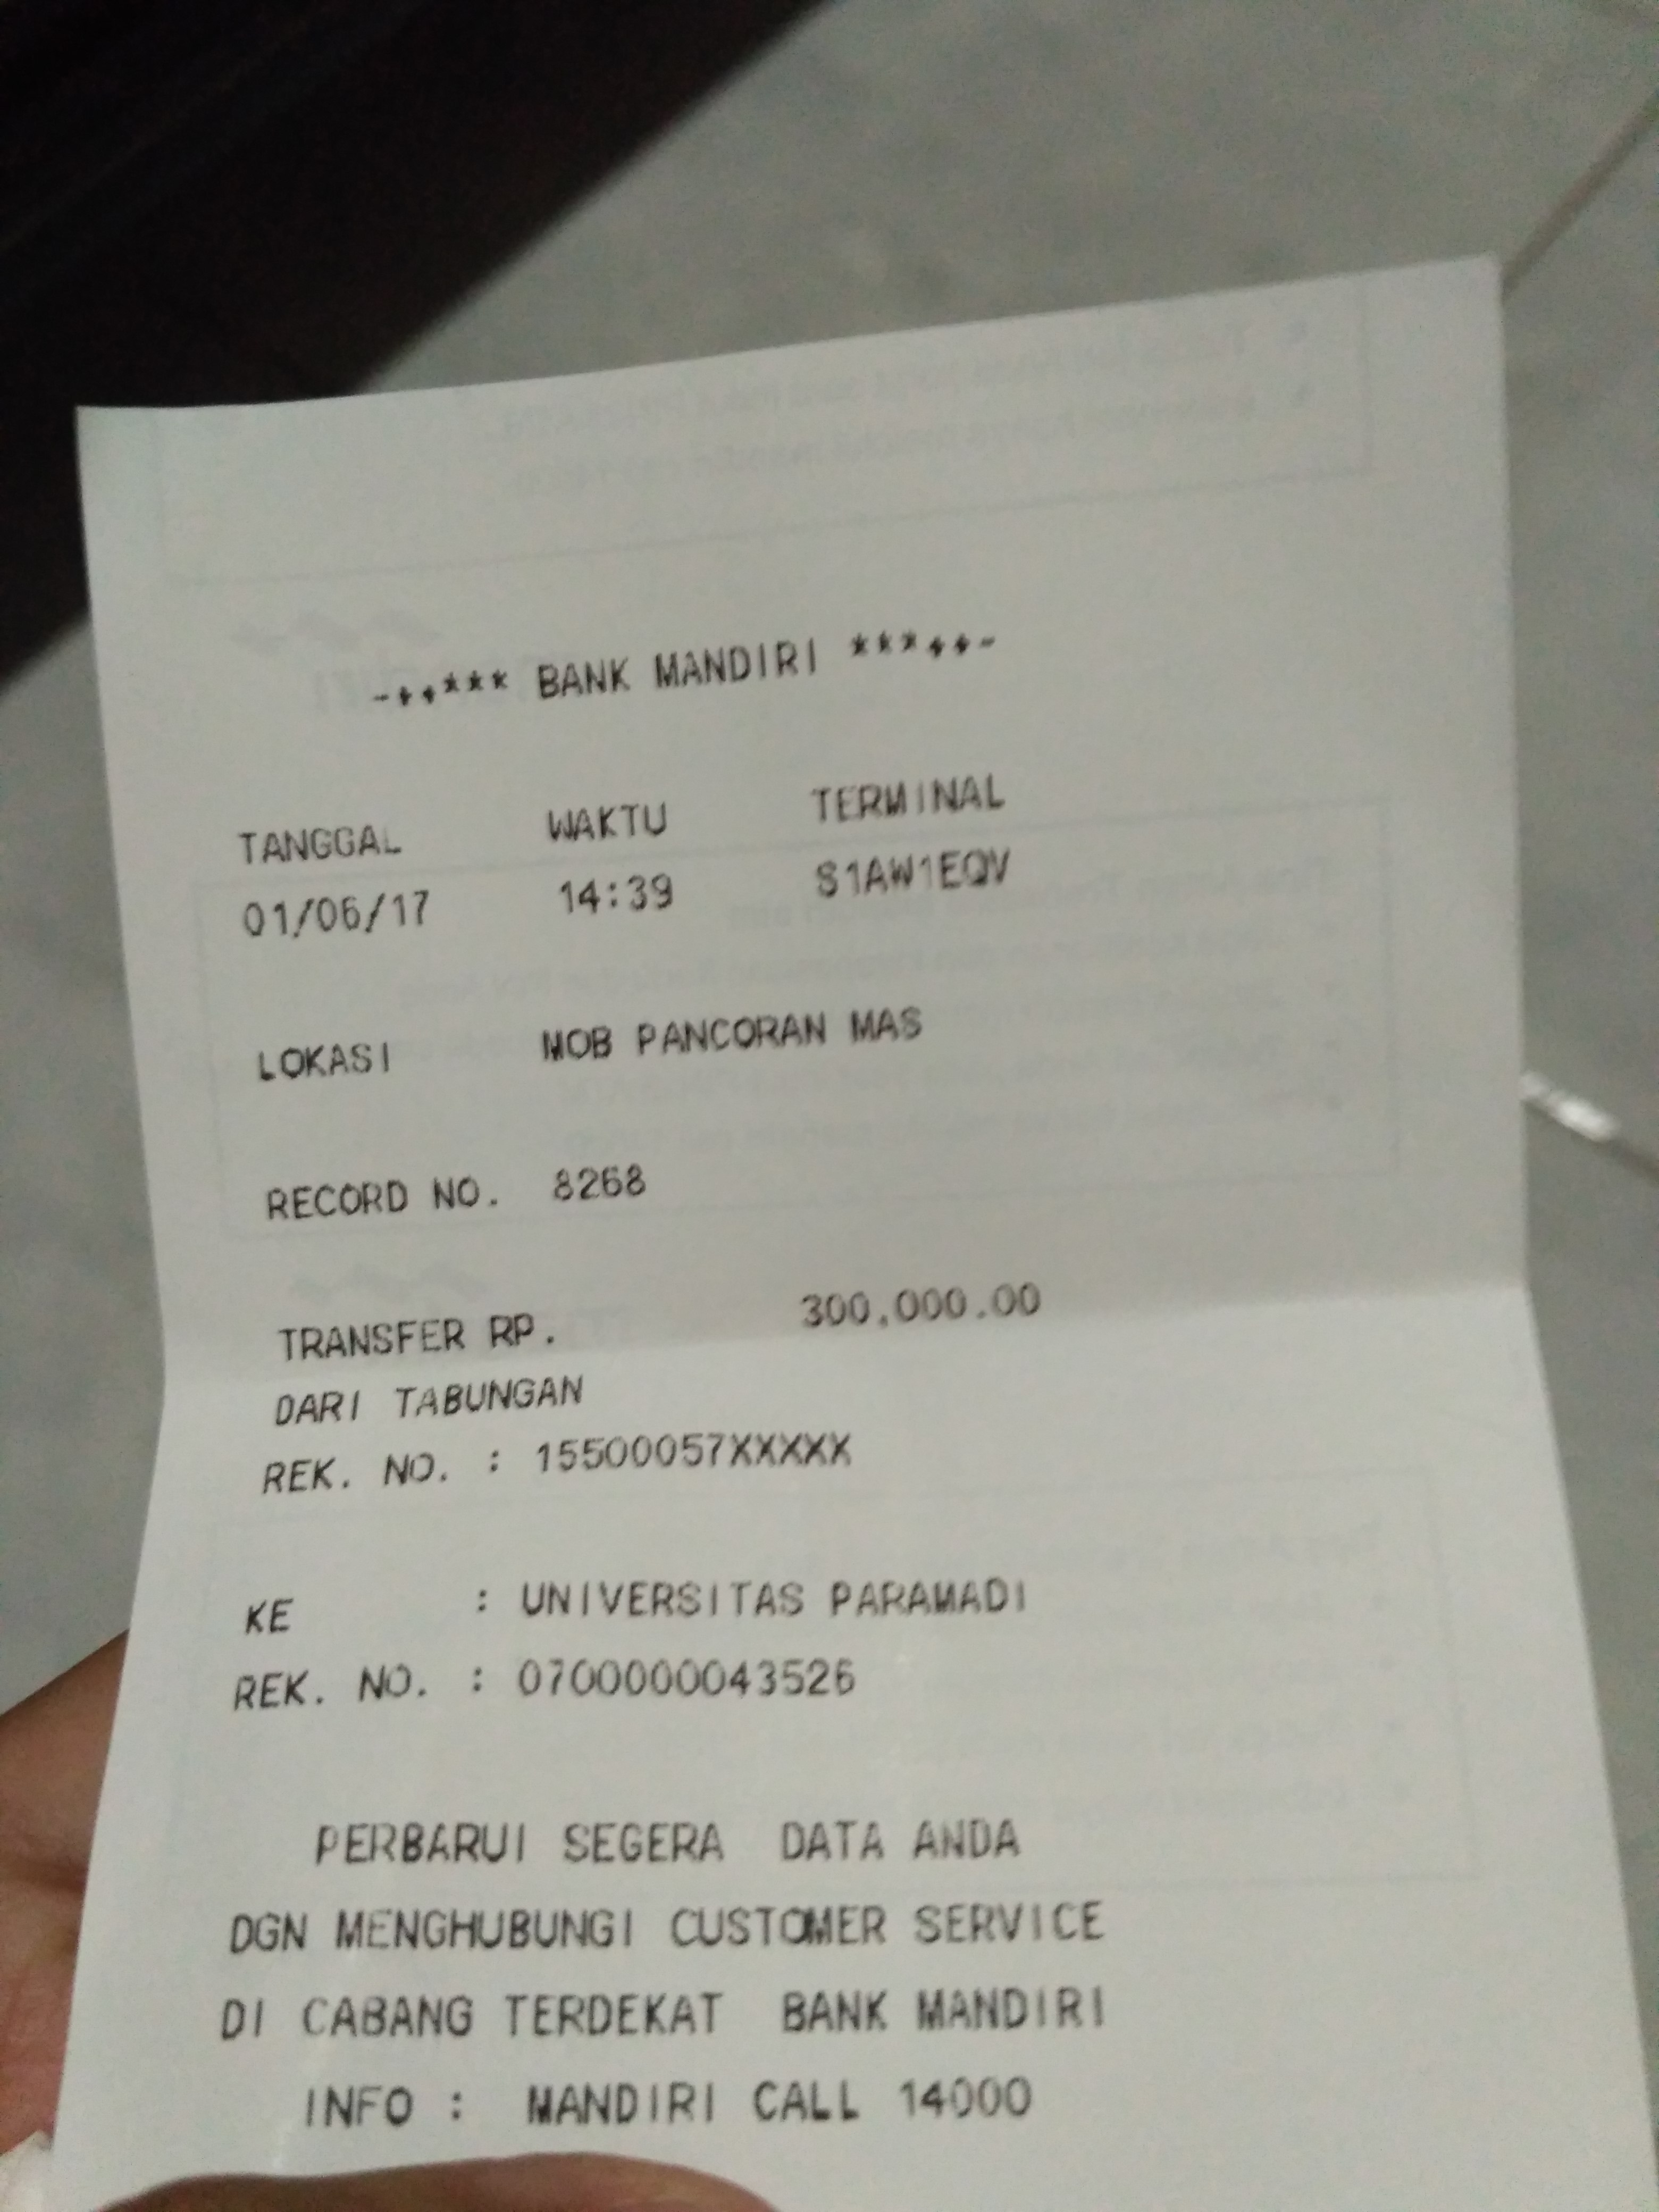 -++*** BANK MANDIRI ***++-
TANGGAL WAKTU TERMINAL
01/06/17 14:39 S1AW1EQV
LOKASI MOB PANCORAN MAS
RECORD NO. 8268
TRANSFER RP. 300,000.00
DARI TABUNGAN
REK. NO. : 15500057XXXXX
KE : UNIVERSITAS PARAMADI
REK. NO. : 0700000043526
PERBARUI SEGERA DATA ANDA
DGN MENGHUBUNGI CUSTOMER SERVICE
DI CABANG TERDEKAT BANK MANDIRI
INFO : MANDIRI CALL 14000